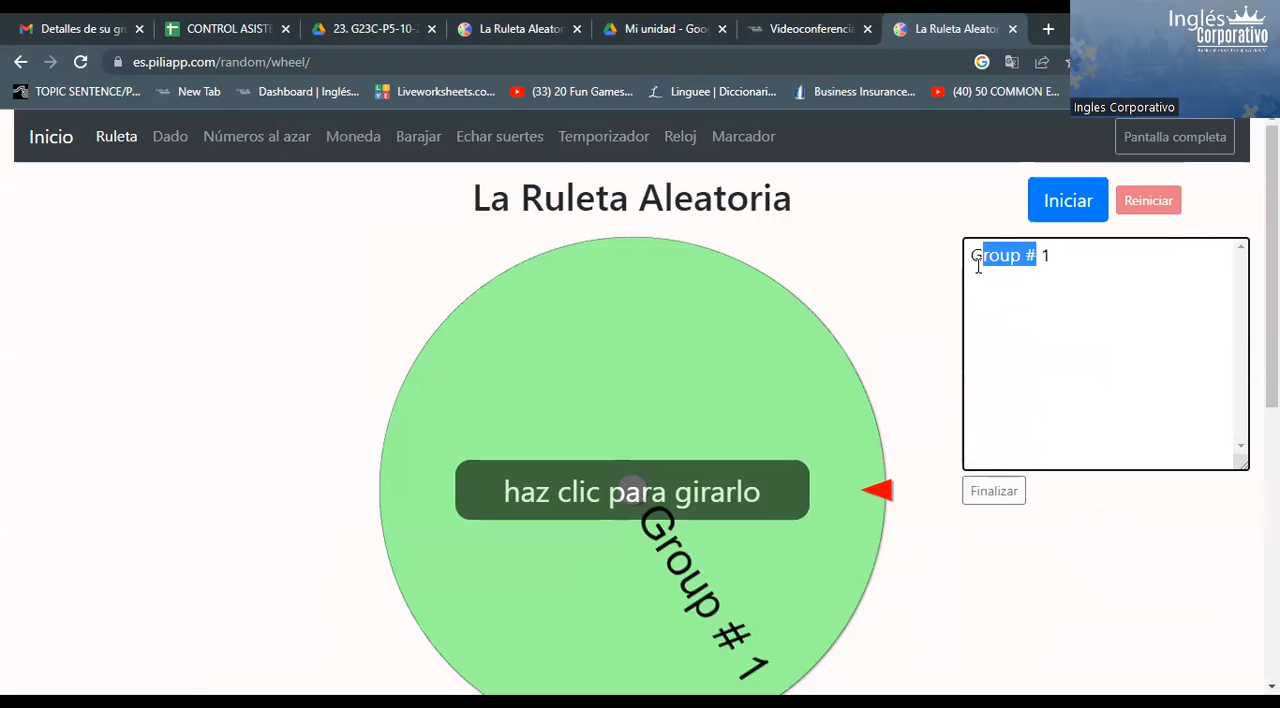 Detalles de su gr
CONTROL ASISTE
23. G23C-P5-10-2
La Ruleta Aleator
Mi unidad - Goo
Videoconferencia
La Ruleta Aleator
Inglés
Corporativo
es.piliapp.com/random/wheel/
TOPIC SENTENCE/P...
New Tab
Dashboard | Inglés...
Liveworksheets.co...
(33) 20 Fun Games...
Linguee | Diccionari...
Business Insurance...
(40) 50 COMMON E...
Ingles Corporativo
Inicio
Ruleta
Dado
Números al azar
Moneda
Barajar
Echar suertes
Temporizador
Reloj
Marcador
Pantalla completa
La Ruleta Aleatoria
Iniciar
Reiniciar
Group # 1
haz clic para girarlo
Finalizar
Group # 1